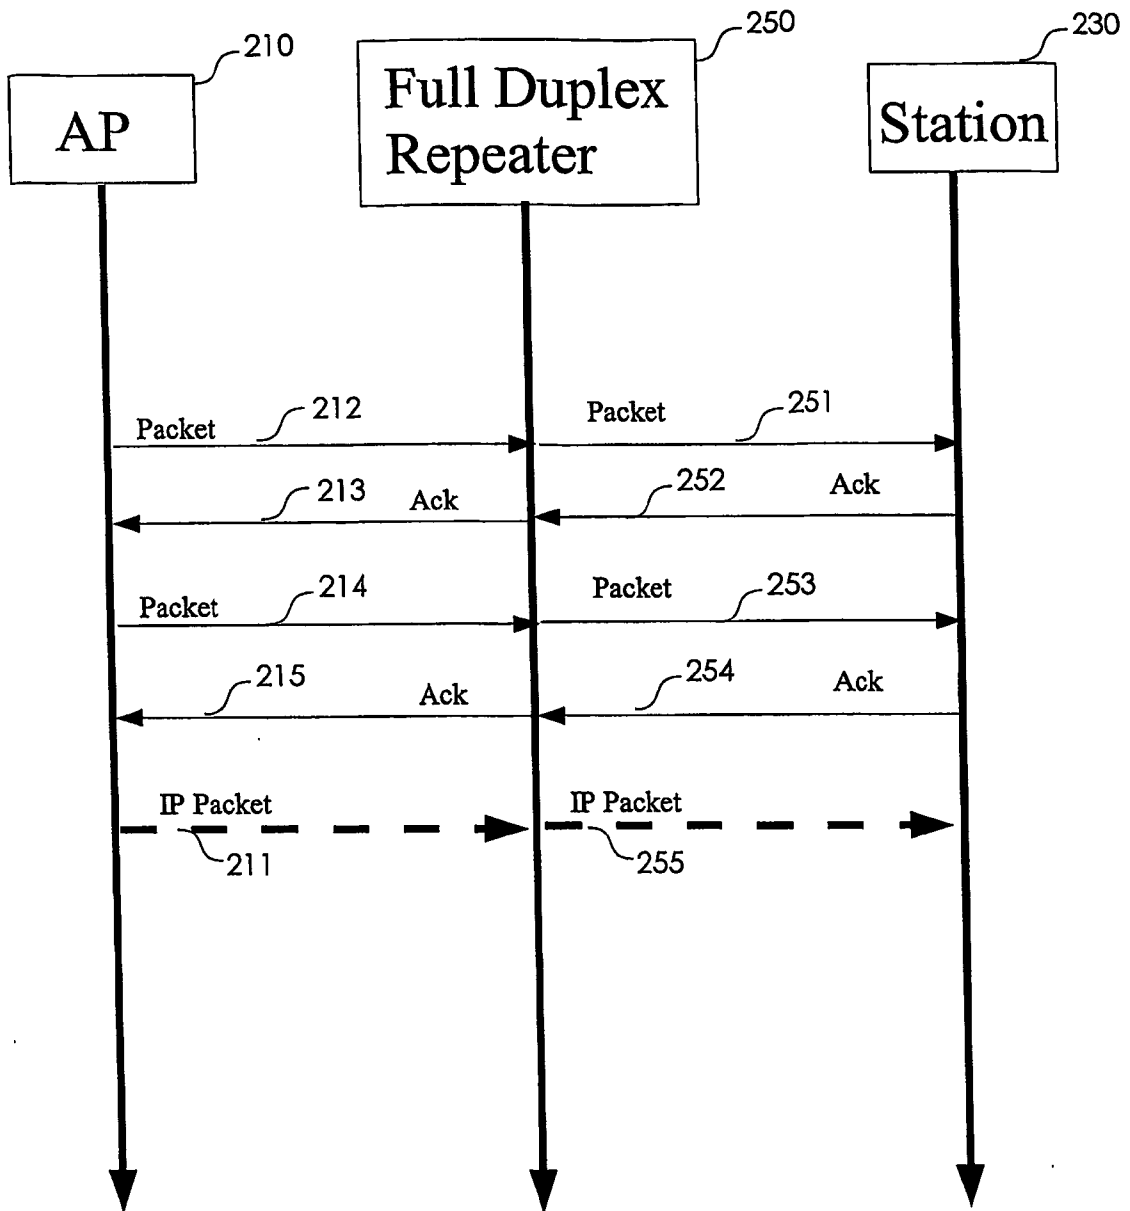 210
250
230
AP
Full Duplex
Repeater
Station
Packet
212
Packet
251
213
Ack
252
Ack
Packet
214
Packet
253
215
Ack
254
Ack
IP Packet
211
IP Packet
255